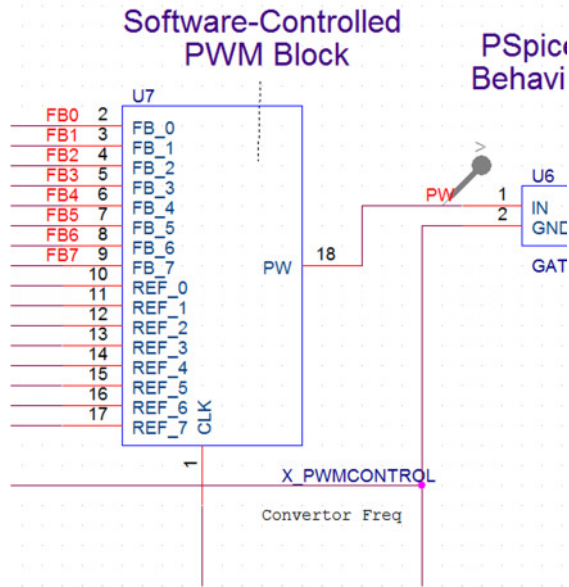 Software-Controlled
PWM Block
PSpice
Behavi
U7
FB0 2 FB_0
FB1 3 FB_1
FB2 4 FB_2
FB3 5 FB_3
FB4 6 FB_4
FB5 7 FB_5
FB6 8 FB_6
FB7 9 FB_7
10 REF_0
11 REF_1
12 REF_2
13 REF_3
14 REF_4
15 REF_5
16 REF_6
17 REF_7
CLK
1
PW 18
PW
V
U6
1 IN
2 GND
GAT
X_PWMCONTROL
Convertor Freq